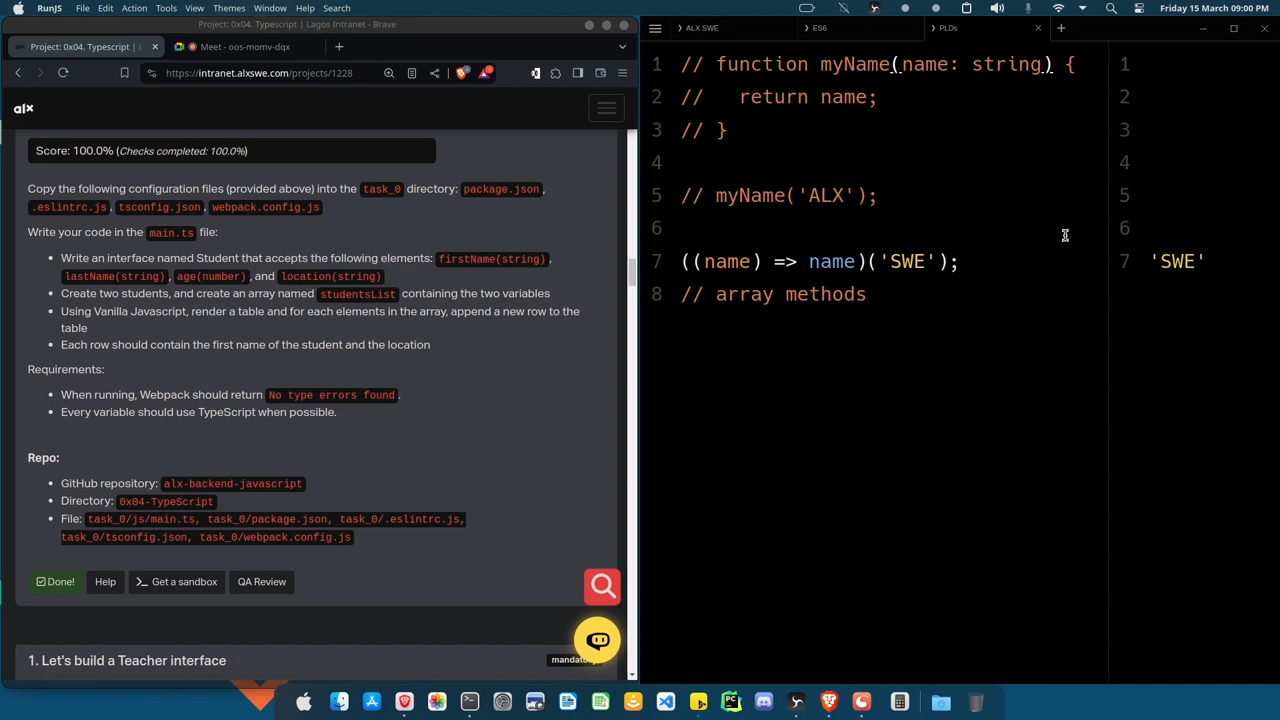 RunJS File Edit Action Tools View Themes Window Help Search Friday 15 March 09:00 PM
Project: 0x04. Typescript | Lagos Intranet - Brave
alx Project: 0x04. Typescript | L Meet - oos-momv-dqx
https://intranet.alxswe.com/projects/1228
alx
Score: 100.0% (Checks completed: 100.0%)
Copy the following configuration files (provided above) into the task_0 directory: package.json,
.eslintrc.js, tsconfig.json, webpack.config.js
Write your code in the main.ts file:
Write an interface named Student that accepts the following elements: firstName(string),
lastName(string), age(number), and location(string)
Create two students, and create an array named studentsList containing the two variables
Using Vanilla Javascript, render a table and for each elements in the array, append a new row to the
table
Each row should contain the first name of the student and the location
Requirements:
When running, Webpack should return No type errors found.
Every variable should use TypeScript when possible.
Repo:
GitHub repository: alx-backend-javascript
Directory: 0x04-TypeScript
File: task_0/js/main.ts, task_0/package.json, task_0/.eslintrc.js,
task_0/tsconfig.json, task_0/webpack.config.js
Done! Help Get a sandbox QA Review
1. Let's build a Teacher interface
ALX SWE ES6 PLDs
1 // function myName(name: string) {
2 // return name;
3 // }
4
5 // myName('ALX');
6
7 ((name) => name)('SWE');
8 // array methods
1
2
3
4
5
6
7 'SWE'